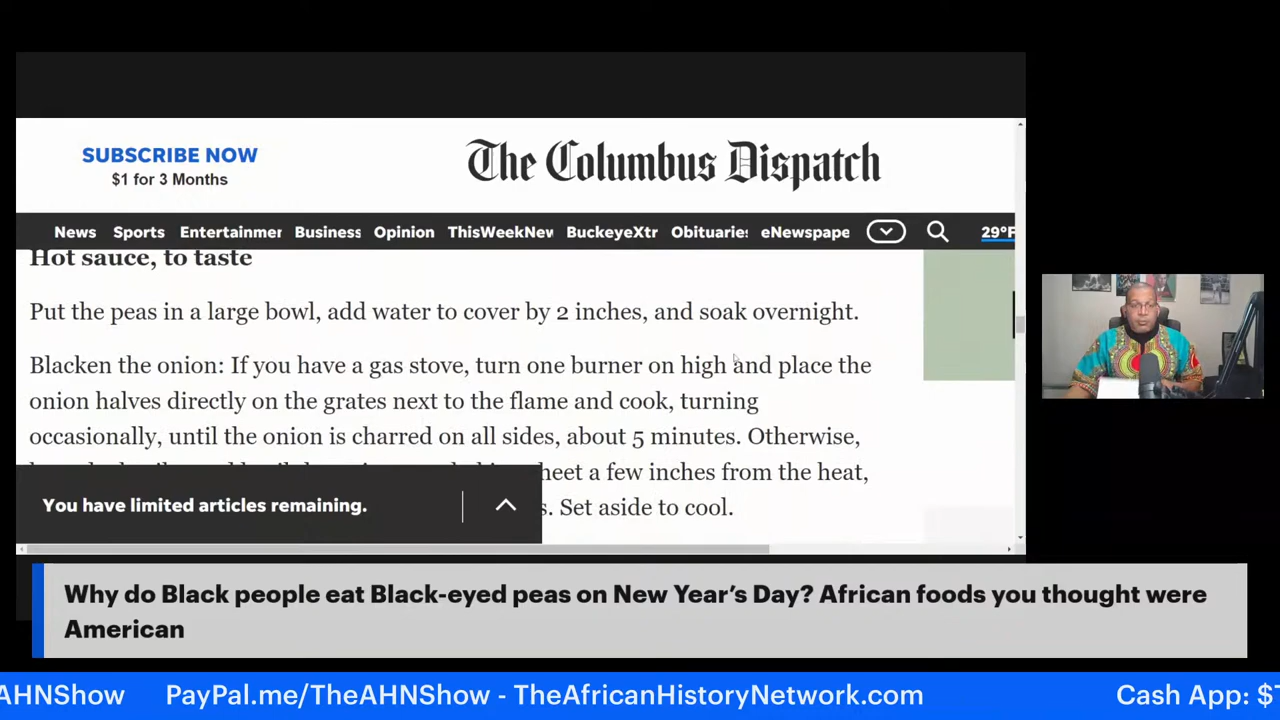 SUBSCRIBE NOW
$1 for 3 Months
The Columbus Dispatch
News Sports Entertainmen Business Opinion ThisWeekNew BuckeyeXtr Obituaries eNewspape 29°F
Hot sauce, to taste
Put the peas in a large bowl, add water to cover by 2 inches, and soak overnight.
Blacken the onion: If you have a gas stove, turn one burner on high and place the
onion halves directly on the grates next to the flame and cook, turning
occasionally, until the onion is charred on all sides, about 5 minutes. Otherwise,
heet a few inches from the heat,
You have limited articles remaining.
s. Set aside to cool.
Why do Black people eat Black-eyed peas on New Year’s Day? African foods you thought were
American
AHNShow PayPal.me/TheAHNShow - TheAfricanHistoryNetwork.com Cash App: $